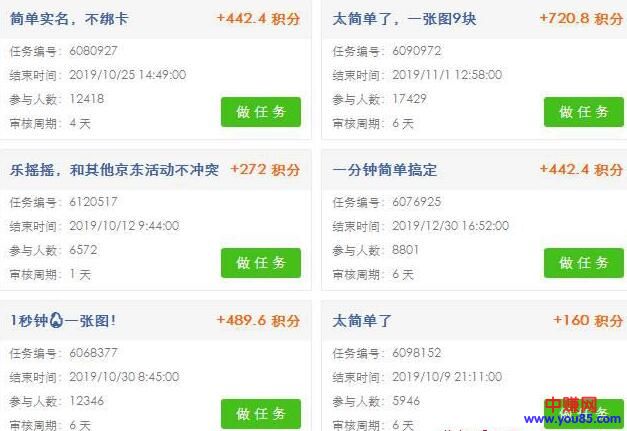 简单实名，不绑卡 +442.4 积分
任务编号：6080927
结束时间：2019/10/25 14:49:00
参与人数：12418
审核周期：4 天
做 任 务
太简单了，一张图9块 +720.8 积分
任务编号：6090972
结束时间：2019/11/1 12:58:00
参与人数：17429
审核周期：6 天
做 任 务
乐摇摇，和其他京东活动不冲突 +272 积分
任务编号：6120517
结束时间：2019/10/12 9:44:00
参与人数：6572
审核周期：1 天
做 任 务
一分钟简单搞定 +442.4 积分
任务编号：6076925
结束时间：2019/12/30 16:52:00
参与人数：8801
审核周期：6 天
做 任 务
1秒钟一张图！ +489.6 积分
任务编号：6068377
结束时间：2019/10/30 8:45:00
参与人数：12346
审核周期：6 天
做 任 务
太简单了 +160 积分
任务编号：6098152
结束时间：2019/10/9 21:11:00
参与人数：5946
审核周期：6 天
中赚网
www.you85.com